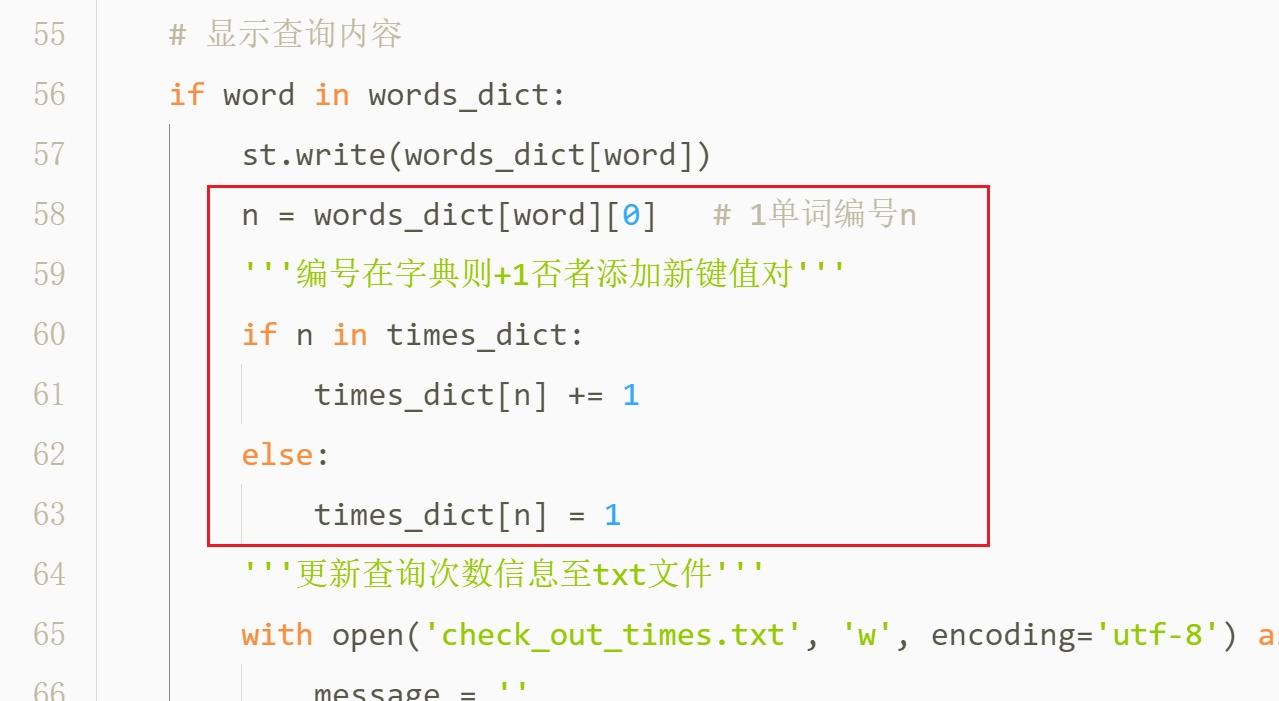 55 # 显示查询内容
56 if word in words_dict:
57 st.write(words_dict[word])
58 n = words_dict[word][0] # 1单词编号n
59 '''编号在字典则+1否者添加新键值对'''
60 if n in times_dict:
61 times_dict[n] += 1
62 else:
63 times_dict[n] = 1
64 '''更新查询次数信息至txt文件'''
65 with open('check_out_times.txt', 'w', encoding='utf-8') as
66 message = ''